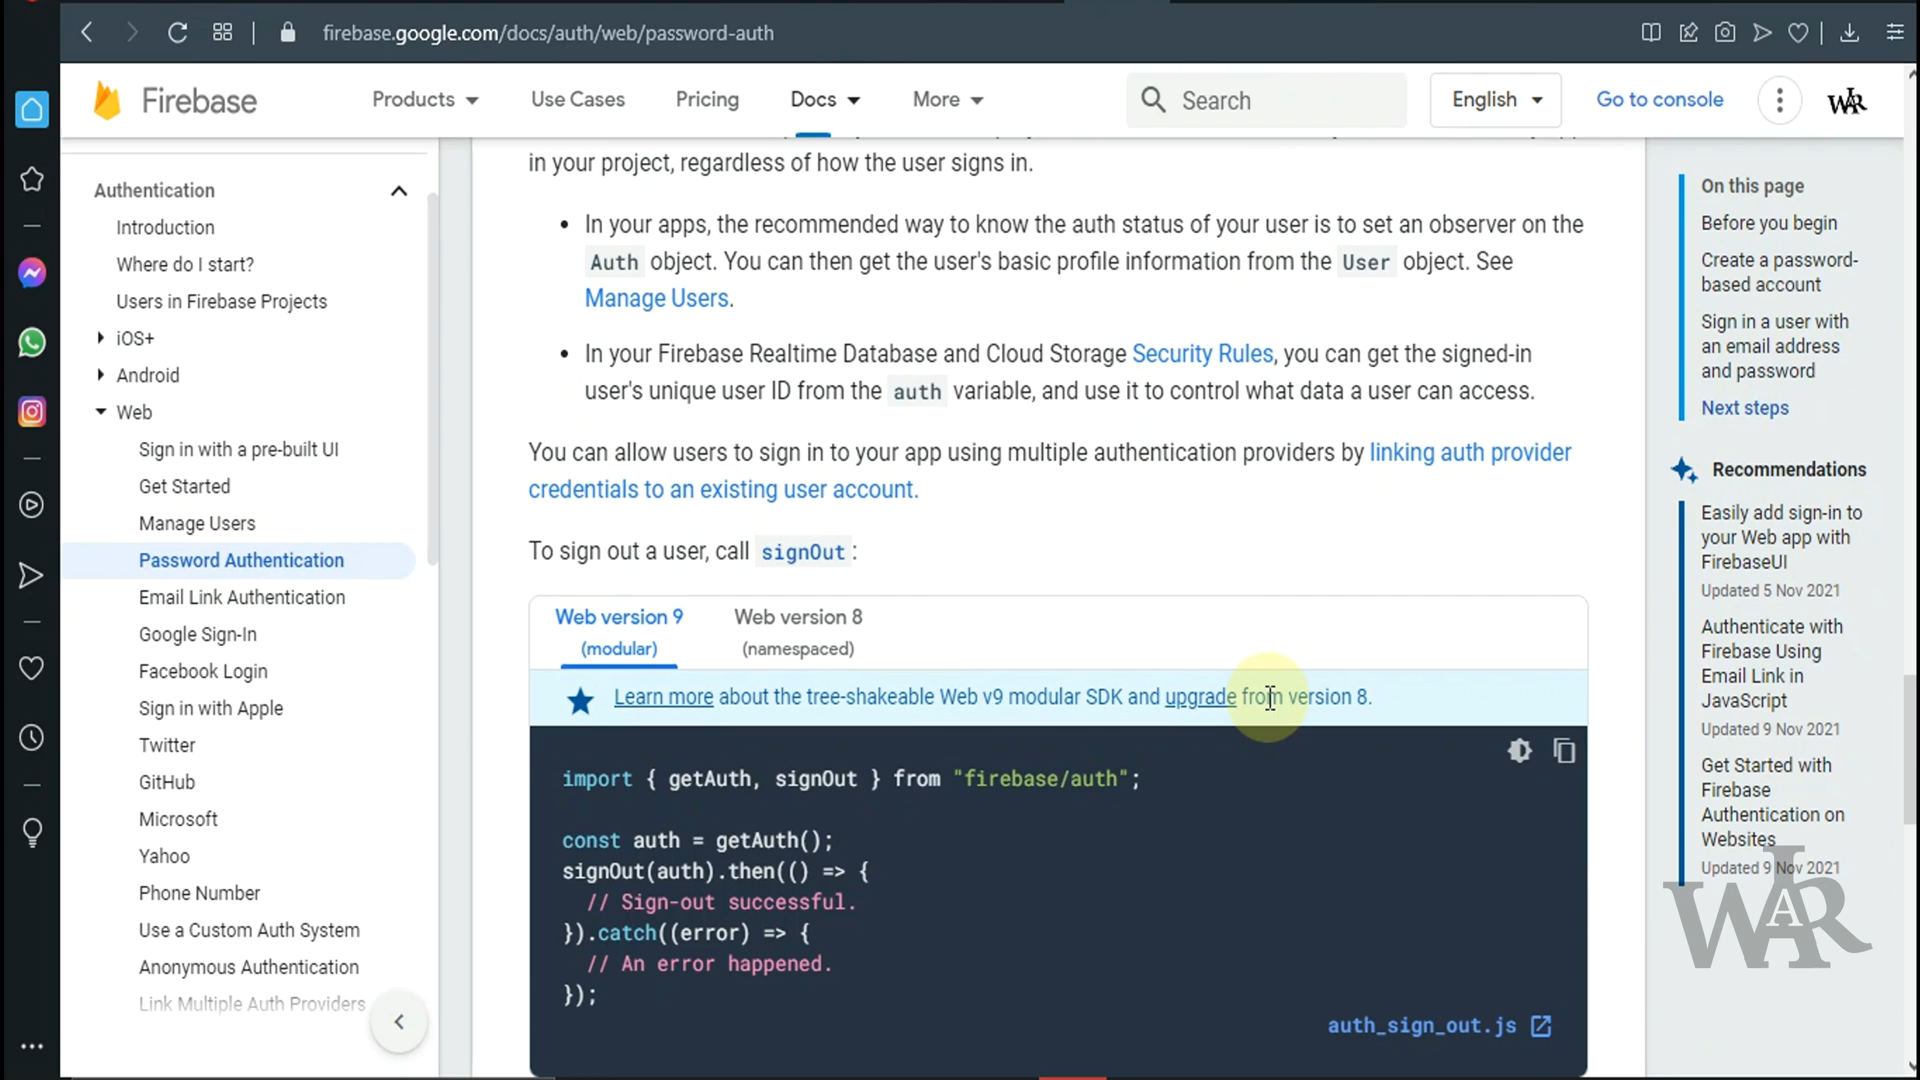 firebase.google.com/docs/auth/web/password-auth
Firebase
Products
Use Cases
Pricing
Docs
More
Search
English
Go to console
WAR
Authentication
Introduction
Where do I start?
Users in Firebase Projects
iOS+
Android
Web
Sign in with a pre-built UI
Get Started
Manage Users
Password Authentication
Email Link Authentication
Google Sign-In
Facebook Login
Sign in with Apple
Twitter
GitHub
Microsoft
Yahoo
Phone Number
Use a Custom Auth System
Anonymous Authentication
Link Multiple Auth Providers
in your project, regardless of how the user signs in.
• In your apps, the recommended way to know the auth status of your user is to set an observer on the
Auth object. You can then get the user's basic profile information from the User object. See
Manage Users.
• In your Firebase Realtime Database and Cloud Storage Security Rules, you can get the signed-in
user's unique user ID from the auth variable, and use it to control what data a user can access.
You can allow users to sign in to your app using multiple authentication providers by linking auth provider
credentials to an existing user account.
To sign out a user, call signOut:
Web version 9
(modular)
Web version 8
(namespaced)
Learn more about the tree-shakeable Web v9 modular SDK and upgrade from version 8.
import { getAuth, signOut } from "firebase/auth";
const auth = getAuth();
signOut(auth).then(() => {
// Sign-out successful.
}).catch((error) => {
// An error happened.
});
auth_sign_out.js
On this page
Before you begin
Create a password-
based account
Sign in a user with
an email address
and password
Next steps
Recommendations
Easily add sign-in to
your Web app with
FirebaseUI
Updated 5 Nov 2021
Authenticate with
Firebase Using
Email Link in
JavaScript
Updated 9 Nov 2021
Get Started with
Firebase
Authentication on
Websites
Updated 9 Nov 2021
WAR